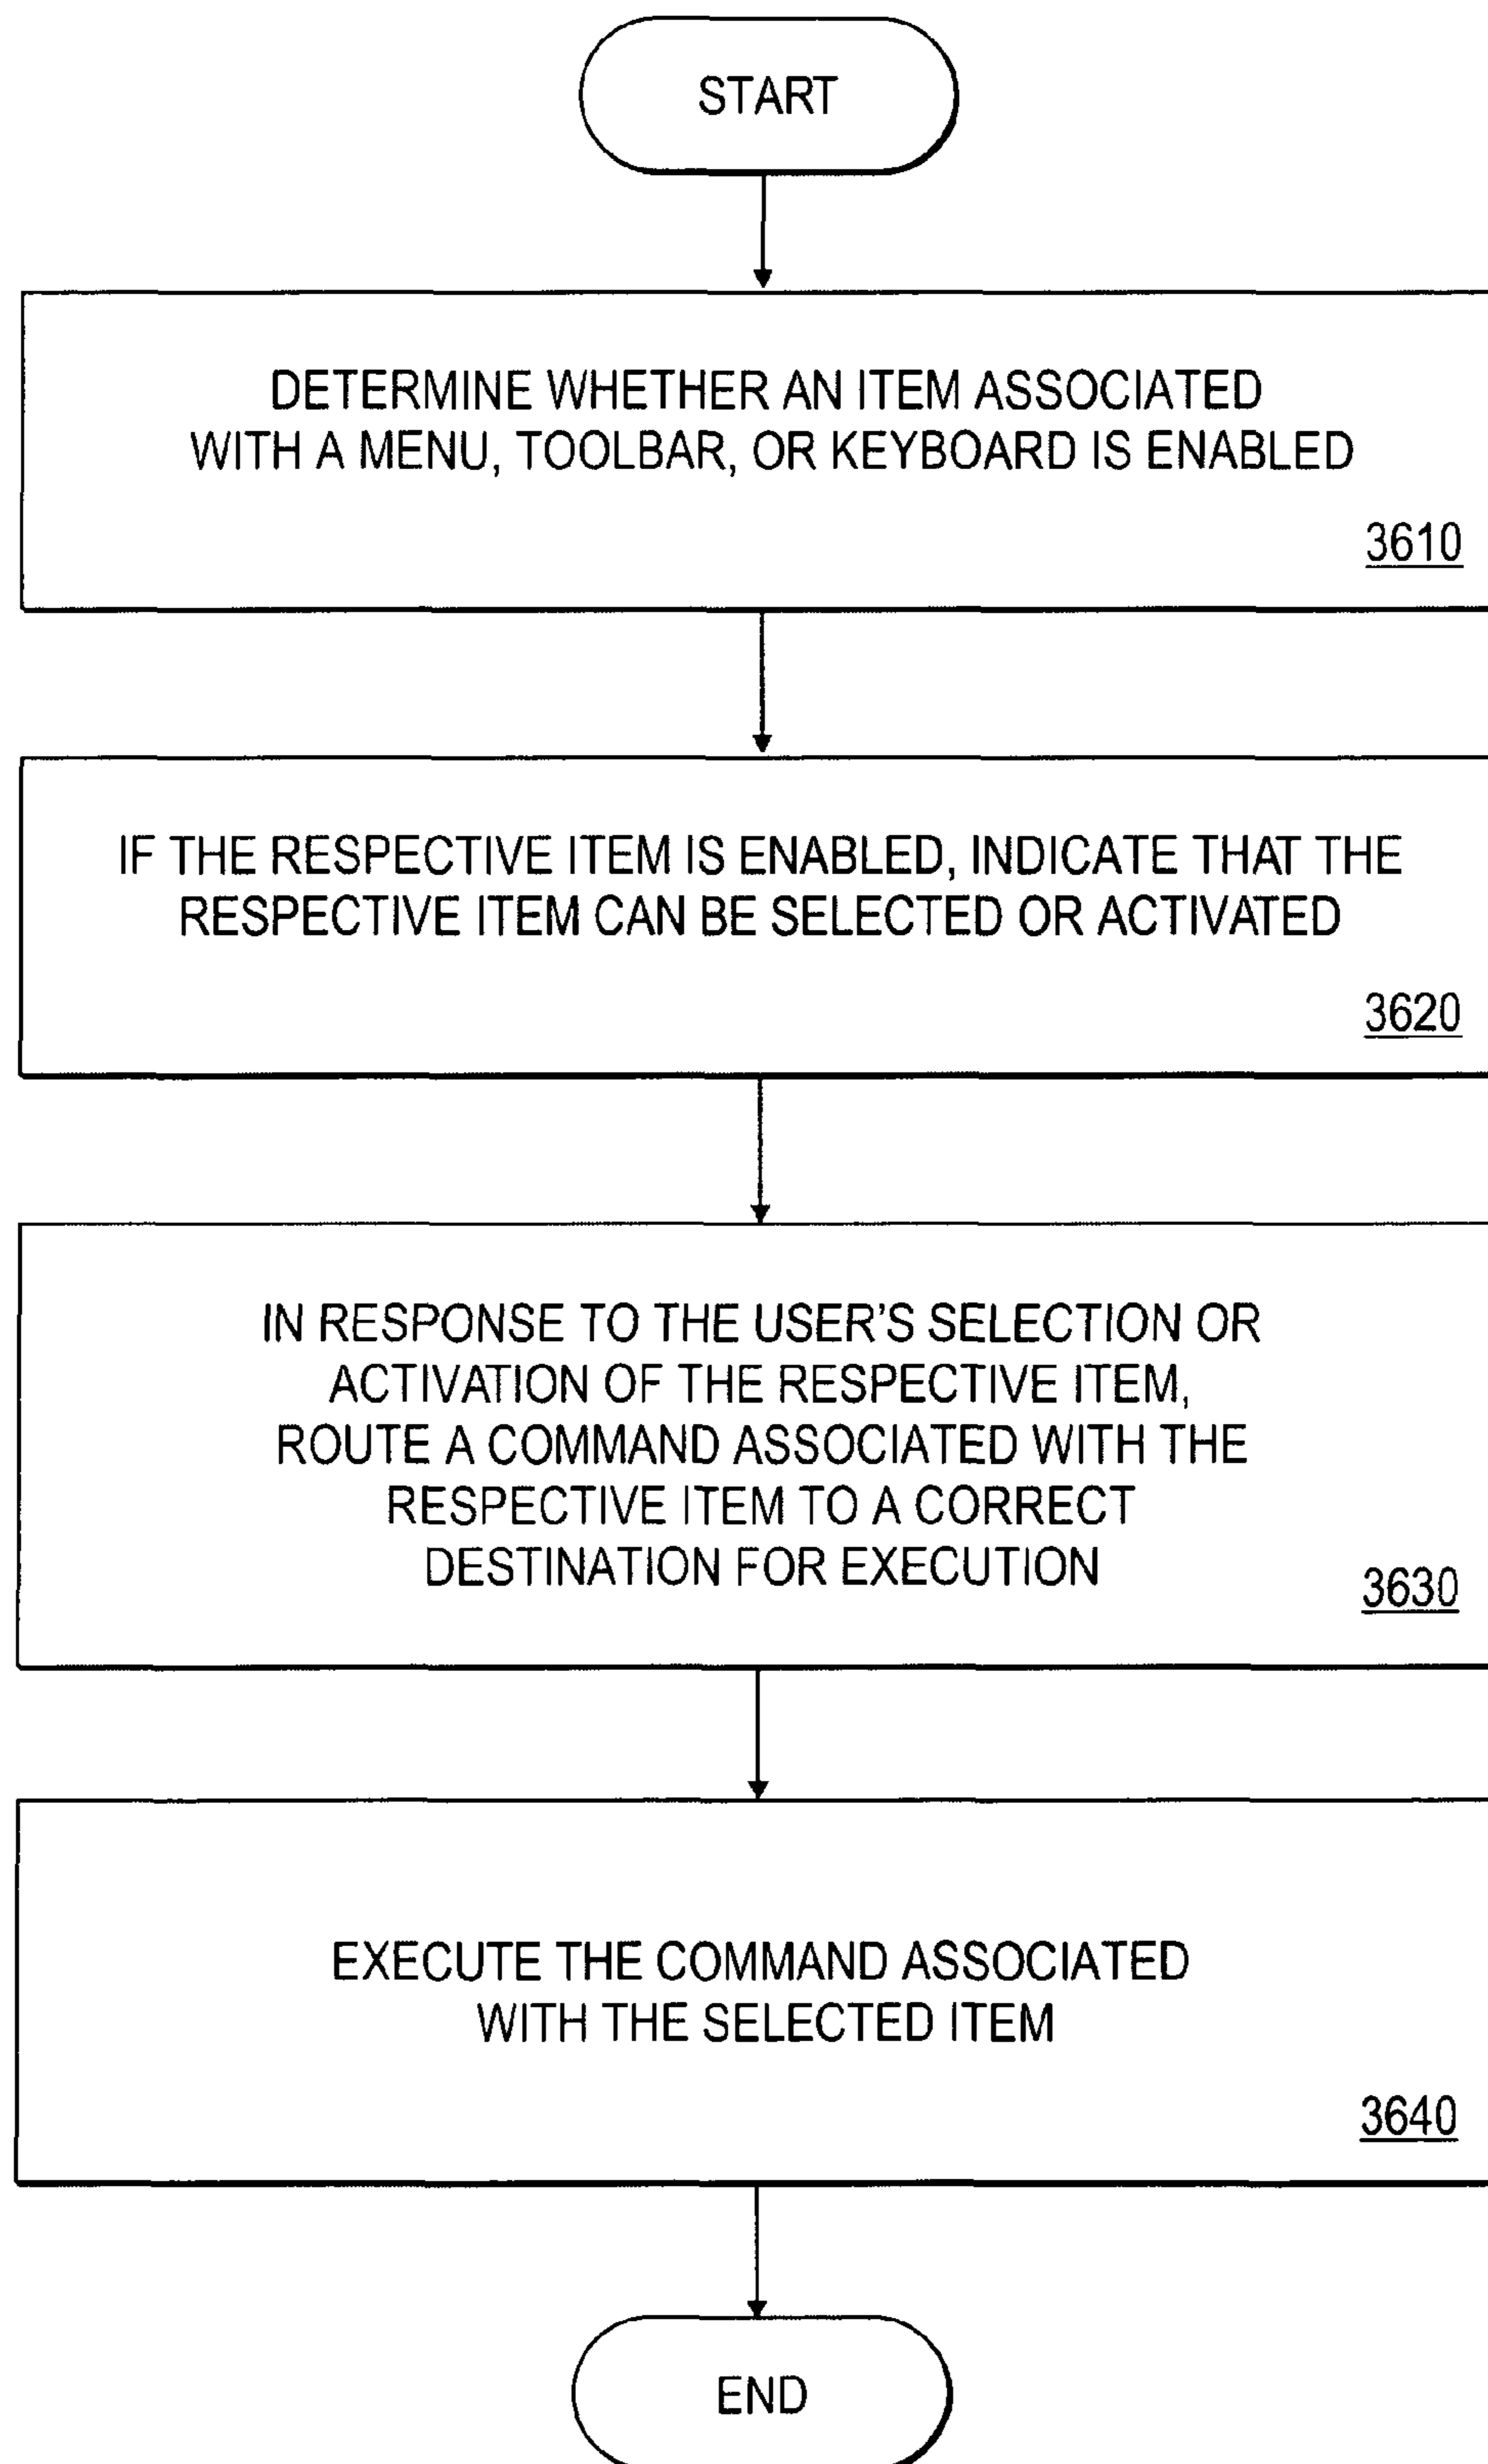 START
DETERMINE WHETHER AN ITEM ASSOCIATED
WITH A MENU, TOOLBAR, OR KEYBOARD IS ENABLED
3610
IF THE RESPECTIVE ITEM IS ENABLED, INDICATE THAT THE
RESPECTIVE ITEM CAN BE SELECTED OR ACTIVATED
3620
IN RESPONSE TO THE USER'S SELECTION OR
ACTIVATION OF THE RESPECTIVE ITEM,
ROUTE A COMMAND ASSOCIATED WITH THE
RESPECTIVE ITEM TO A CORRECT
DESTINATION FOR EXECUTION
3630
EXECUTE THE COMMAND ASSOCIATED
WITH THE SELECTED ITEM
3640
END